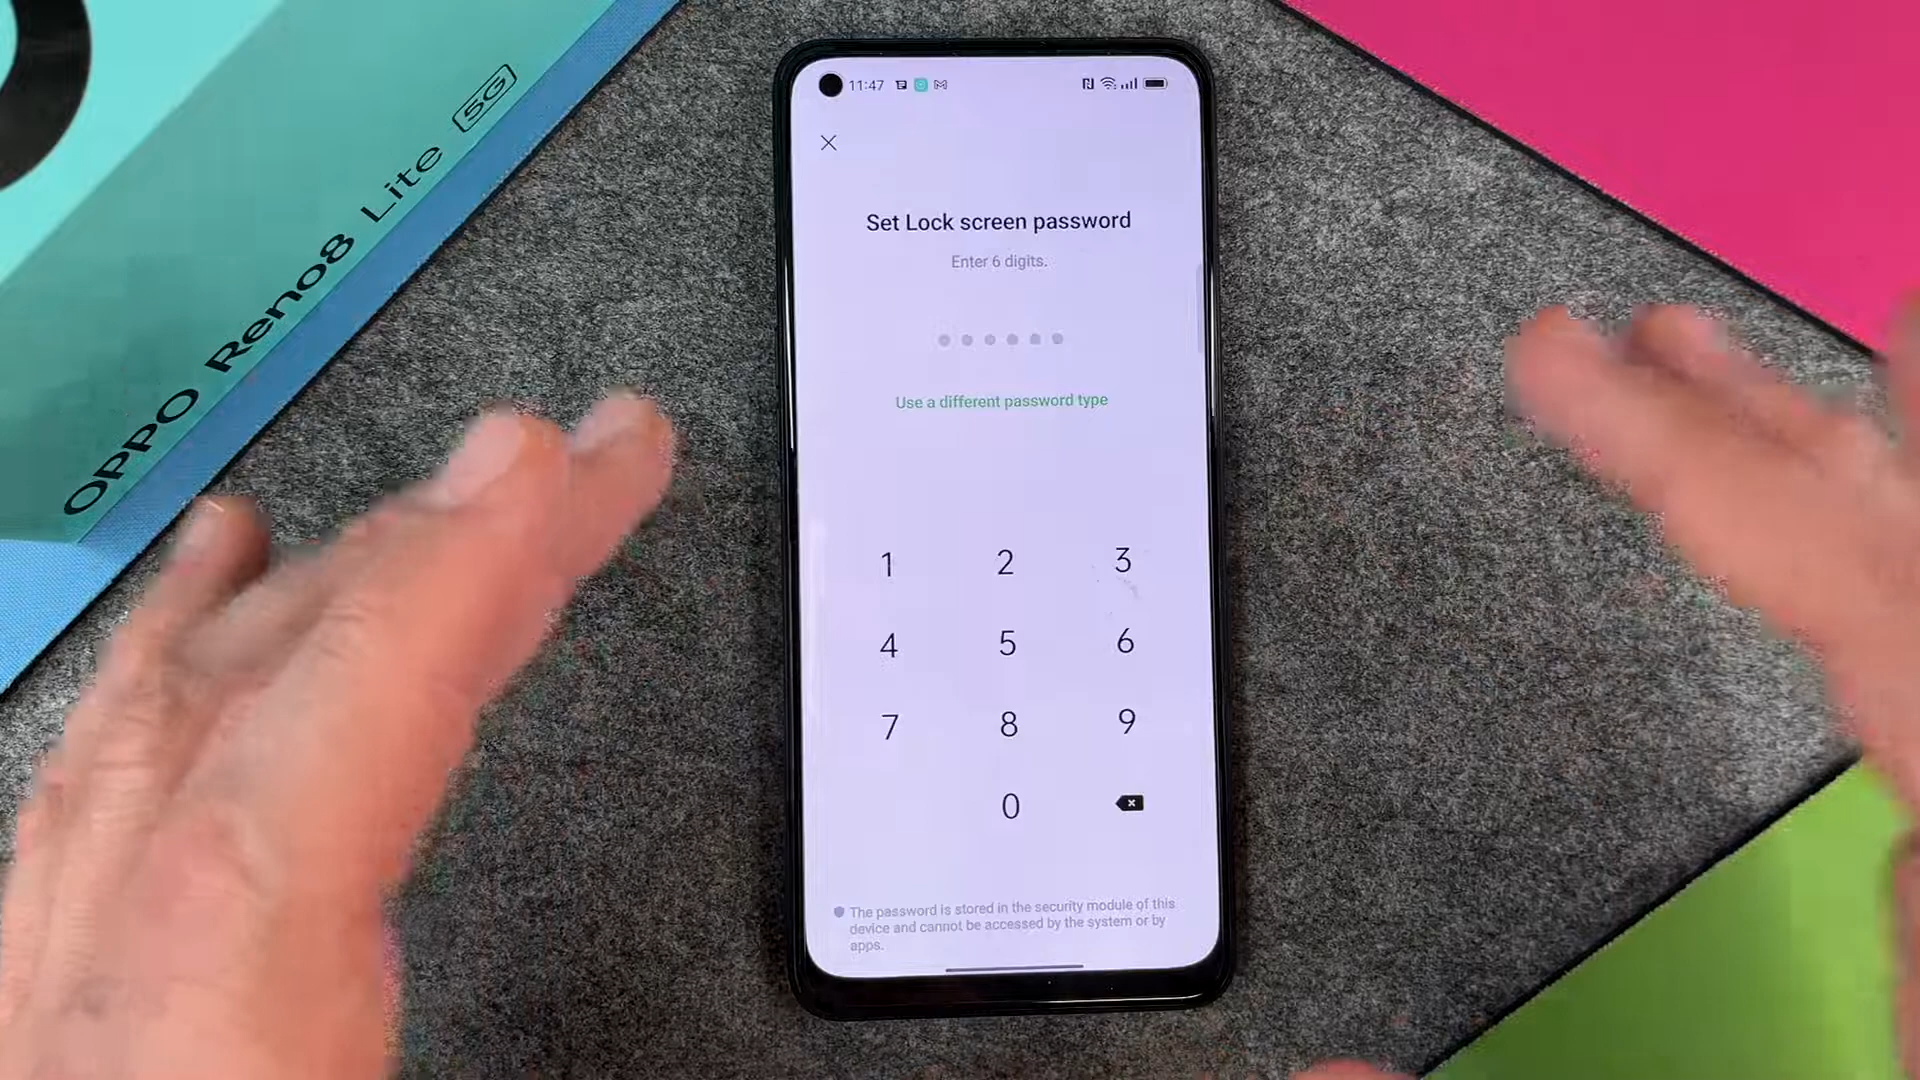 OPPO Reno8 Lite 5G
11:47
Set Lock screen password
Enter 6 digits.
Use a different password type
1 2 3
4 5 6
7 8 9
0
The password is stored in the security module of this
device and cannot be accessed by the system or by
apps.